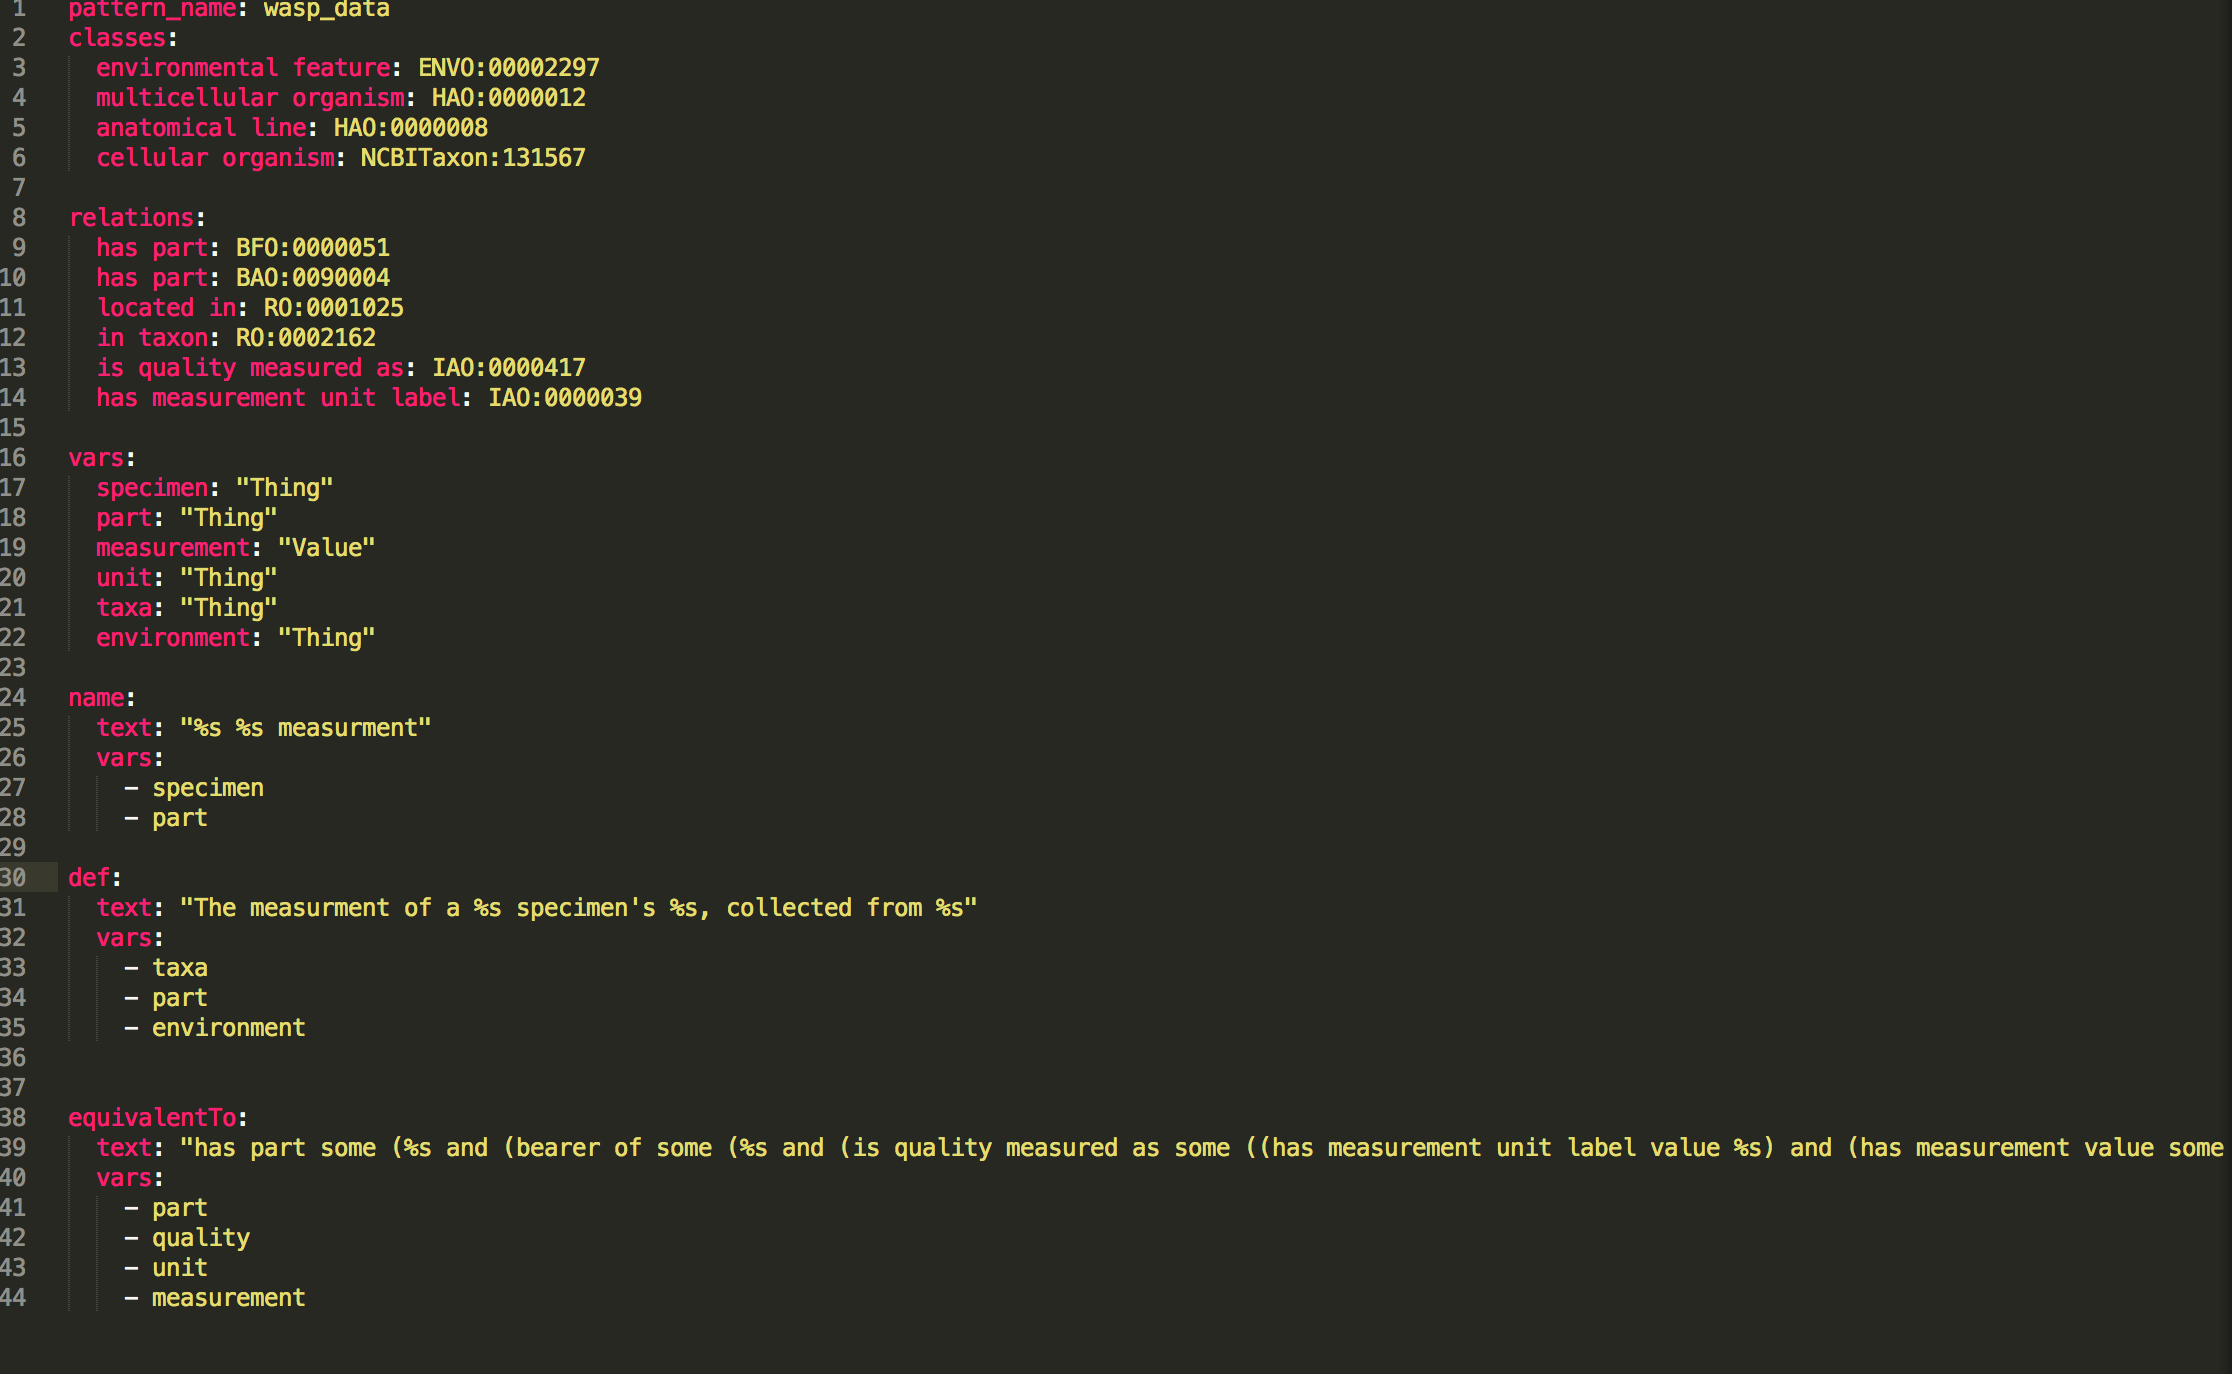 1 pattern_name: wasp_data
2 classes:
3 environmental feature: ENVO:00002297
4 multicellular organism: HAO:0000012
5 anatomical line: HAO:0000008
6 cellular organism: NCBITaxon:131567
7
8 relations:
9 has part: BFO:0000051
10 has part: BAO:0090004
11 located in: RO:0001025
12 in taxon: RO:0002162
13 is quality measured as: IAO:0000417
14 has measurement unit label: IAO:0000039
15
16 vars:
17 specimen: "Thing"
18 part: "Thing"
19 measurement: "Value"
20 unit: "Thing"
21 taxa: "Thing"
22 environment: "Thing"
23
24 name:
25 text: "%s %s measurment"
26 vars:
27 - specimen
28 - part
29
30 def:
31 text: "The measurment of a %s specimen's %s, collected from %s"
32 vars:
33 - taxa
34 - part
35 - environment
36
37
38 equivalentTo:
39 text: "has part some (%s and (bearer of some (%s and (is quality measured as some ((has measurement unit label value %s) and (has measurement value some
40 vars:
41 - part
42 - quality
43 - unit
44 - measurement